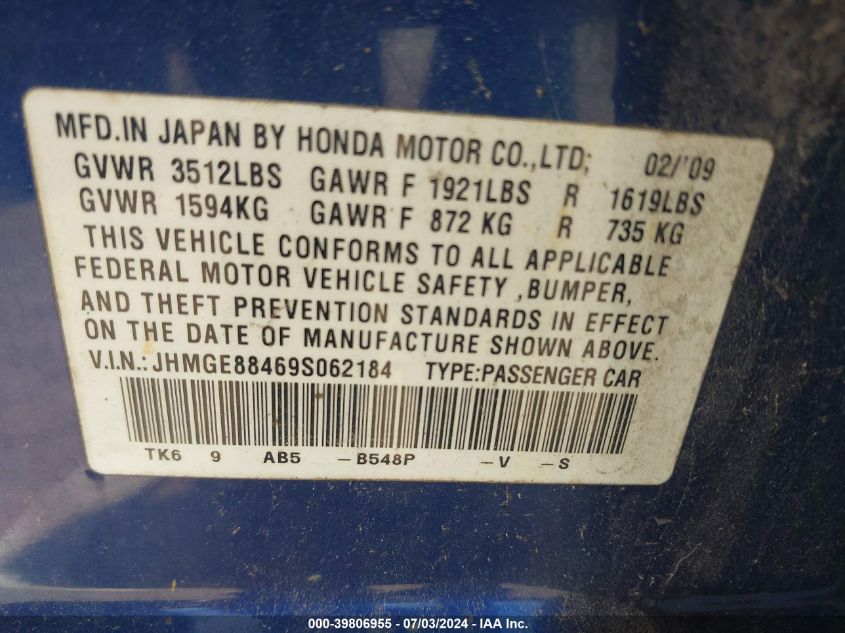 MFD.IN JAPAN BY HONDA MOTOR CO.,LTD; 02/'09
GVWR 3512LBS GAWR F 1921LBS R 1619LBS
GVWR 1594KG GAWR F 872 KG R 735 KG
THIS VEHICLE CONFORMS TO ALL APPLICABLE
FEDERAL MOTOR VEHICLE SAFETY ,BUMPER,
AND THEFT PREVENTION STANDARDS IN EFFECT
ON THE DATE OF MANUFACTURE SHOWN ABOVE.
V.I.N.: JHMGE88469S062184 TYPE:PASSENGER CAR
TK6 9 AB5 -B548P -V -S
000-39806955 - 07/03/2024 - IAA Inc.